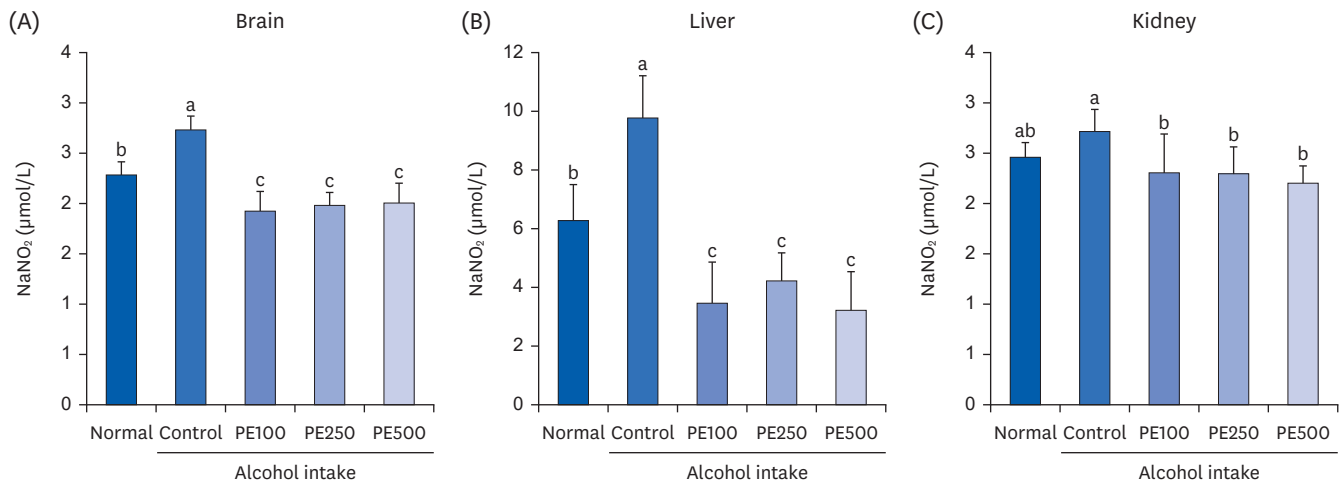 (A) Brain
4
3
3
2
2
1
1
0
NaNO₂ (µmol/L)
b
a
c
c
c
Normal Control PE100 PE250 PE500
Alcohol intake
(B) Liver
12
10
8
6
4
2
0
NaNO₂ (µmol/L)
b
a
c
c
c
Normal Control PE100 PE250 PE500
Alcohol intake
(C) Kidney
4
3
3
2
2
1
1
0
NaNO₂ (µmol/L)
ab
a
b
b
b
Normal Control PE100 PE250 PE500
Alcohol intake